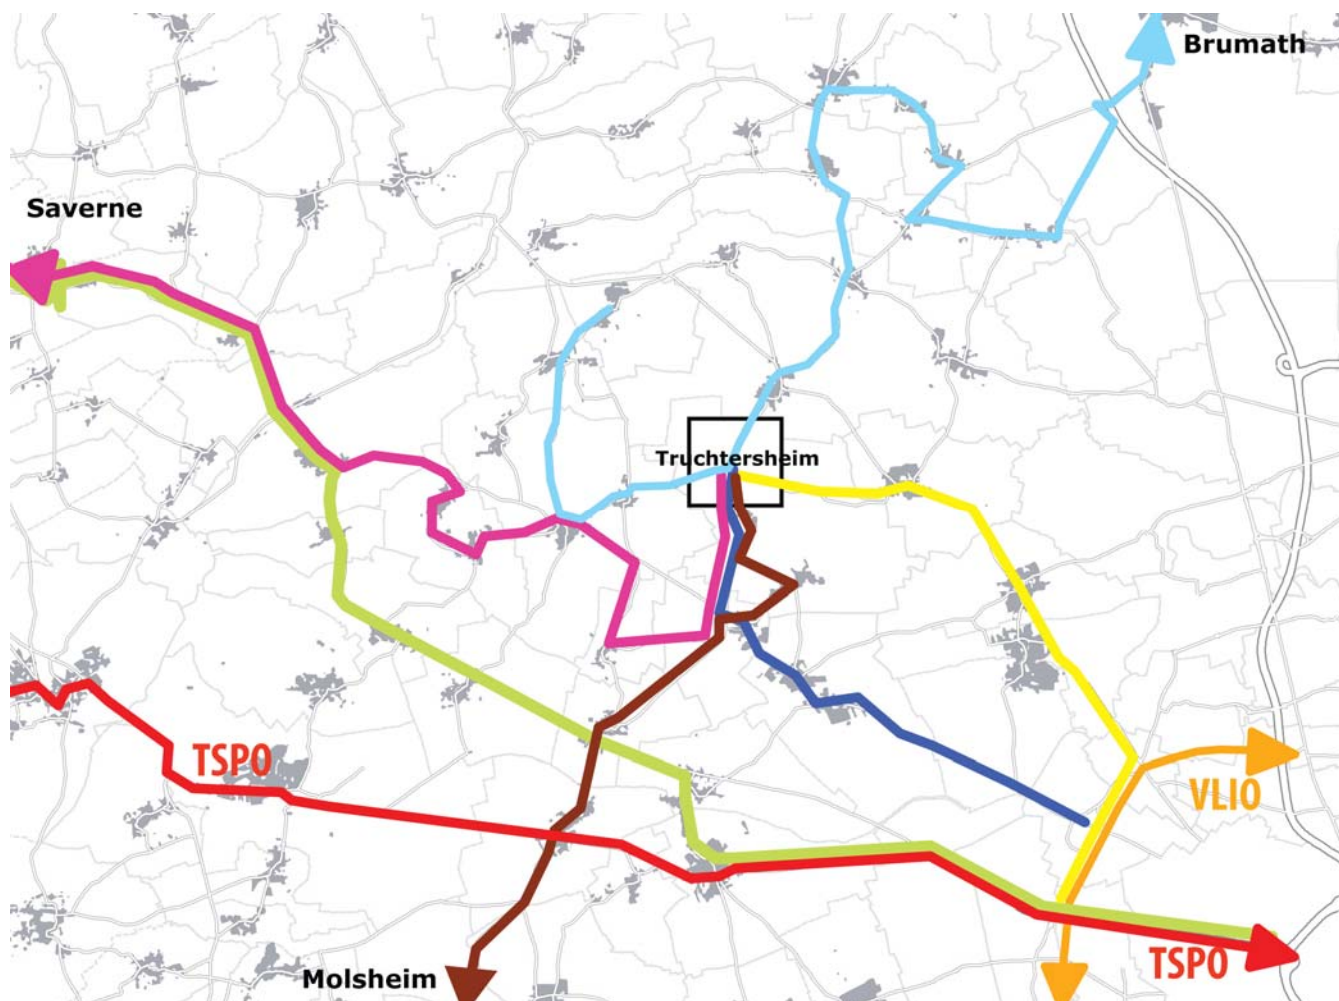 Brumath
Saverne
Truchtersheim
TSPO
VLIO
TSPO
Molsheim